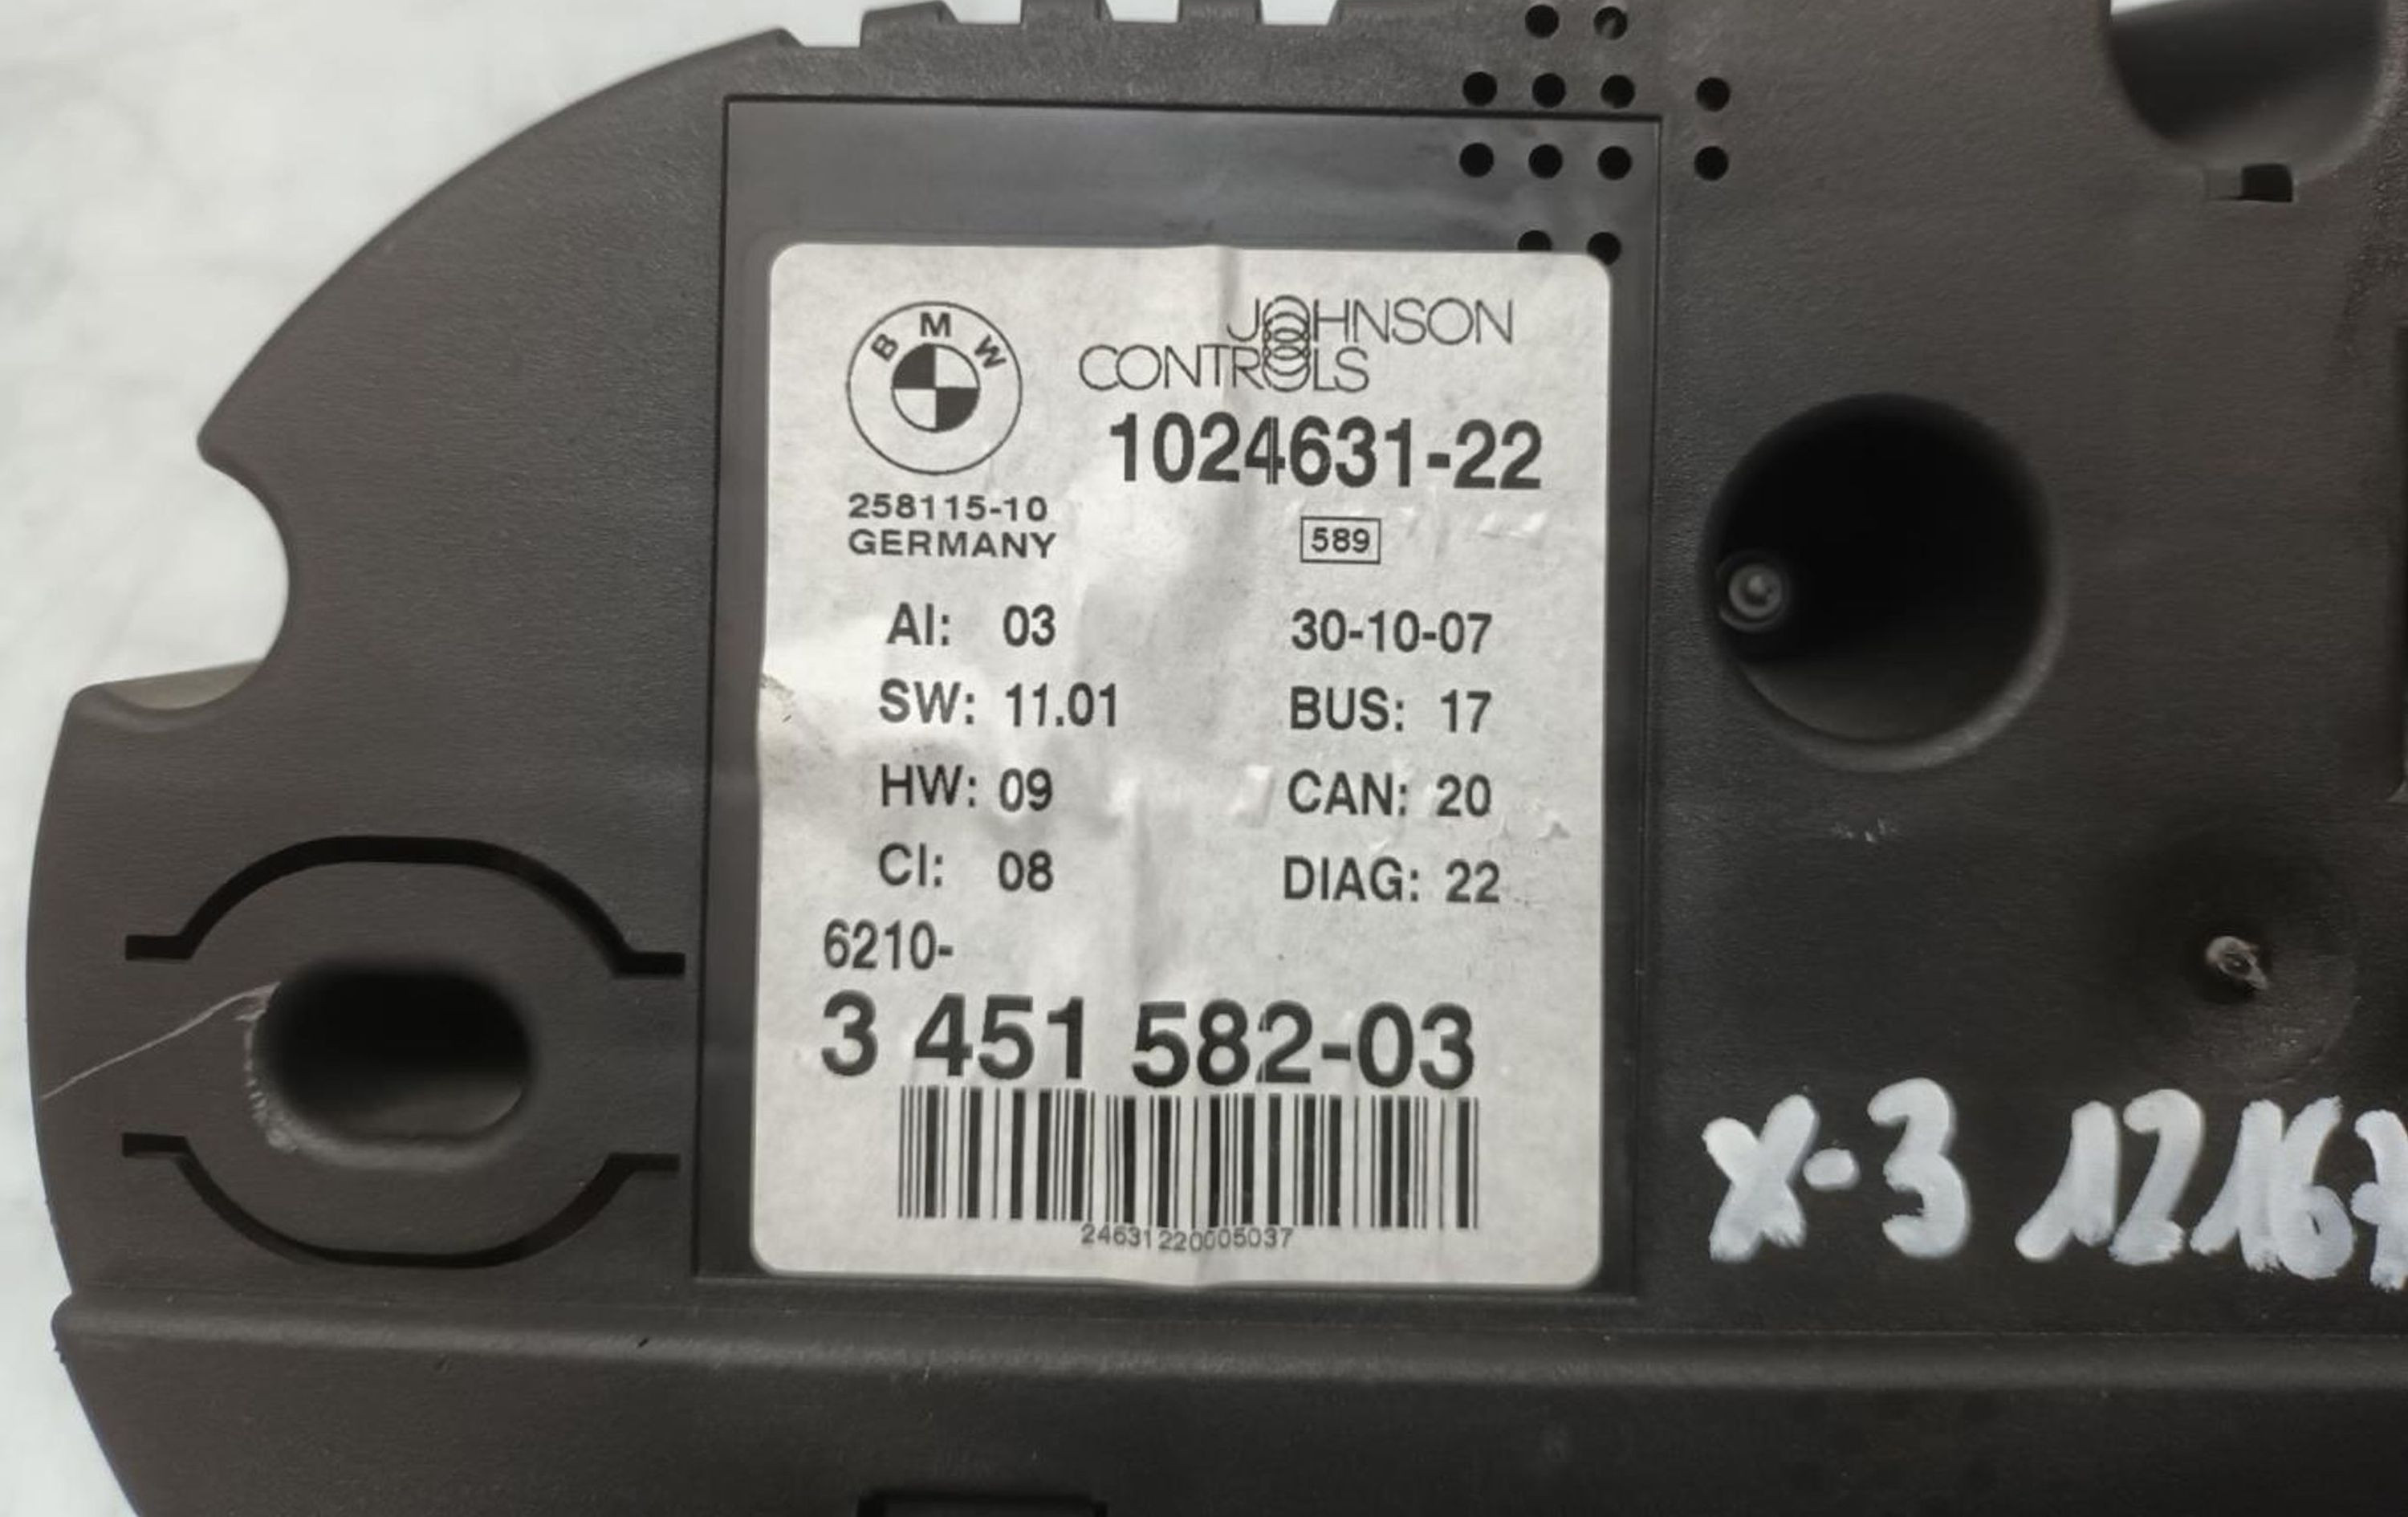 BMW
JOHNSON
CONTROLS
1024631-22
258115-10
GERMANY
589
AI: 03
30-10-07
SW: 11.01
BUS: 17
HW: 09
CAN: 20
CI: 08
DIAG: 22
6210-
3 451 582-03
24631220005037
X-3 12167